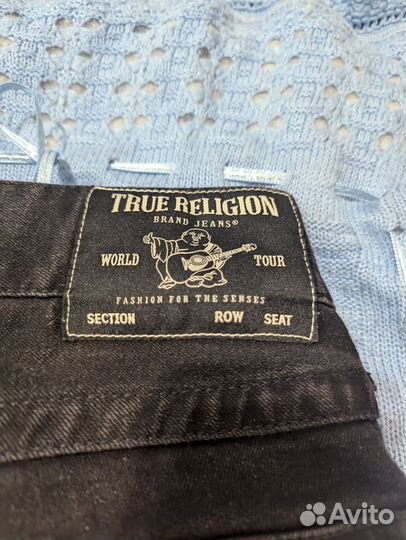 TRUE RELIGION
BRAND JEANS®
WORLD TOUR
FASHION FOR THE SENSES
SECTION ROW SEAT
Avito